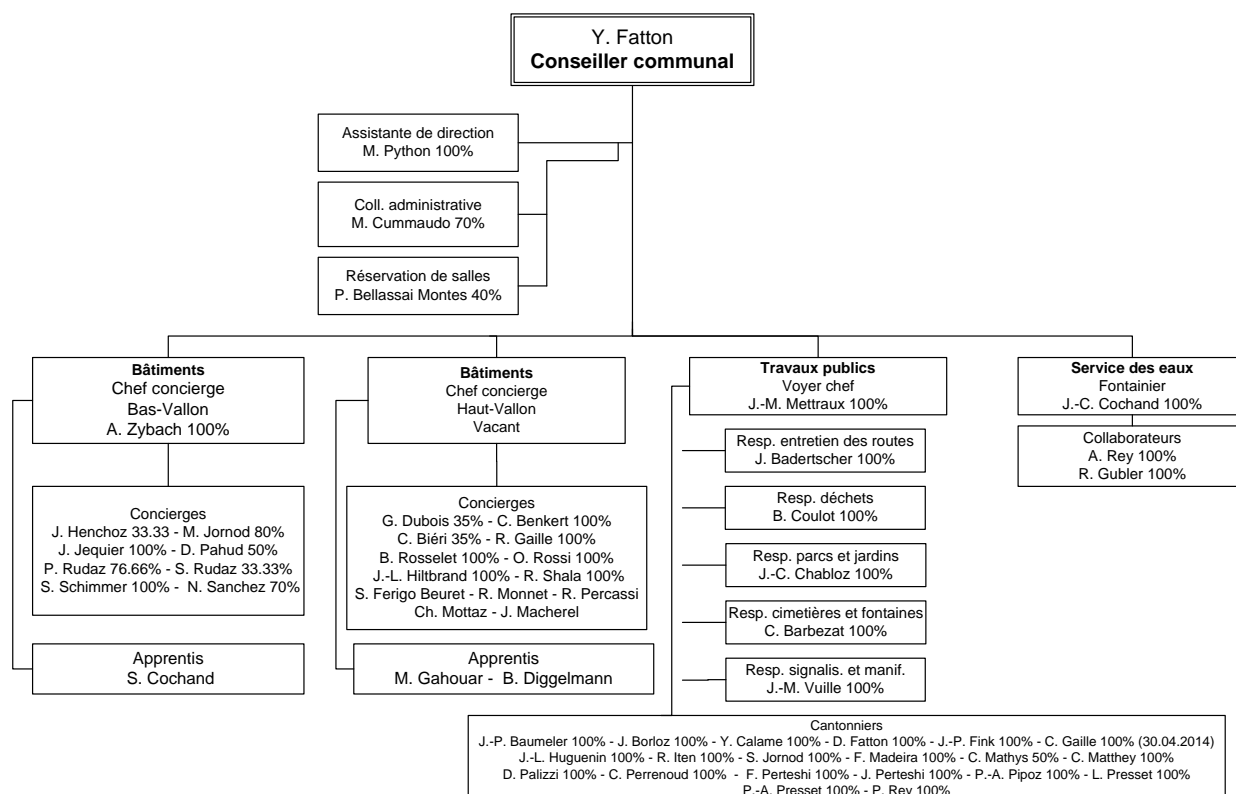 Y. Fatton
Conseiller communal
Assistante de direction
M. Python 100%
Coll. administrative
M. Cummaudo 70%
Réservation de salles
P. Bellassai Montes 40%
Bâtiments
Chef concierge
Bas-Vallon
A. Zybach 100%
Concierges
J. Henchoz 33.33 - M. Jornod 80%
J. Jequier 100% - D. Pahud 50%
P. Rudaz 76.66% - S. Rudaz 33.33%
S. Schimmer 100% - N. Sanchez 70%
Apprentis
S. Cochand
Bâtiments
Chef concierge
Haut-Vallon
Vacant
Concierges
G. Dubois 35% - C. Benkert 100%
C. Biéri 35% - R. Gaille 100%
B. Rosselet 100% - O. Rossi 100%
J.-L. Hiltbrand 100% - R. Shala 100%
S. Ferigo Beuret - R. Monnet - R. Percassi
Ch. Mottaz - J. Macherel
Apprentis
M. Gahouar - B. Diggelmann
Travaux publics
Voyer chef
J.-M. Mettraux 100%
Resp. entretien des routes
J. Badertscher 100%
Resp. déchets
B. Coulot 100%
Resp. parcs et jardins
J.-C. Chabloz 100%
Resp. cimetières et fontaines
C. Barbezat 100%
Resp. signalis. et manif.
J.-M. Vuille 100%
Cantonniers
J.-P. Baumeler 100% - J. Borloz 100% - Y. Calame 100% - D. Fatton 100% - J.-P. Fink 100% - C. Gaille 100% (30.04.2014)
J.-L. Huguenin 100% - R. Iten 100% - S. Jornod 100% - F. Madeira 100% - C. Mathys 50% - C. Matthey 100%
D. Palizzi 100% - C. Perrenoud 100% - F. Perteshi 100% - J. Perteshi 100% - P.-A. Pipoz 100% - L. Presset 100%
P.-A. Presset 100% - P. Rey 100%
Service des eaux
Fontainier
J.-C. Cochand 100%
Collaborateurs
A. Rey 100%
R. Gubler 100%